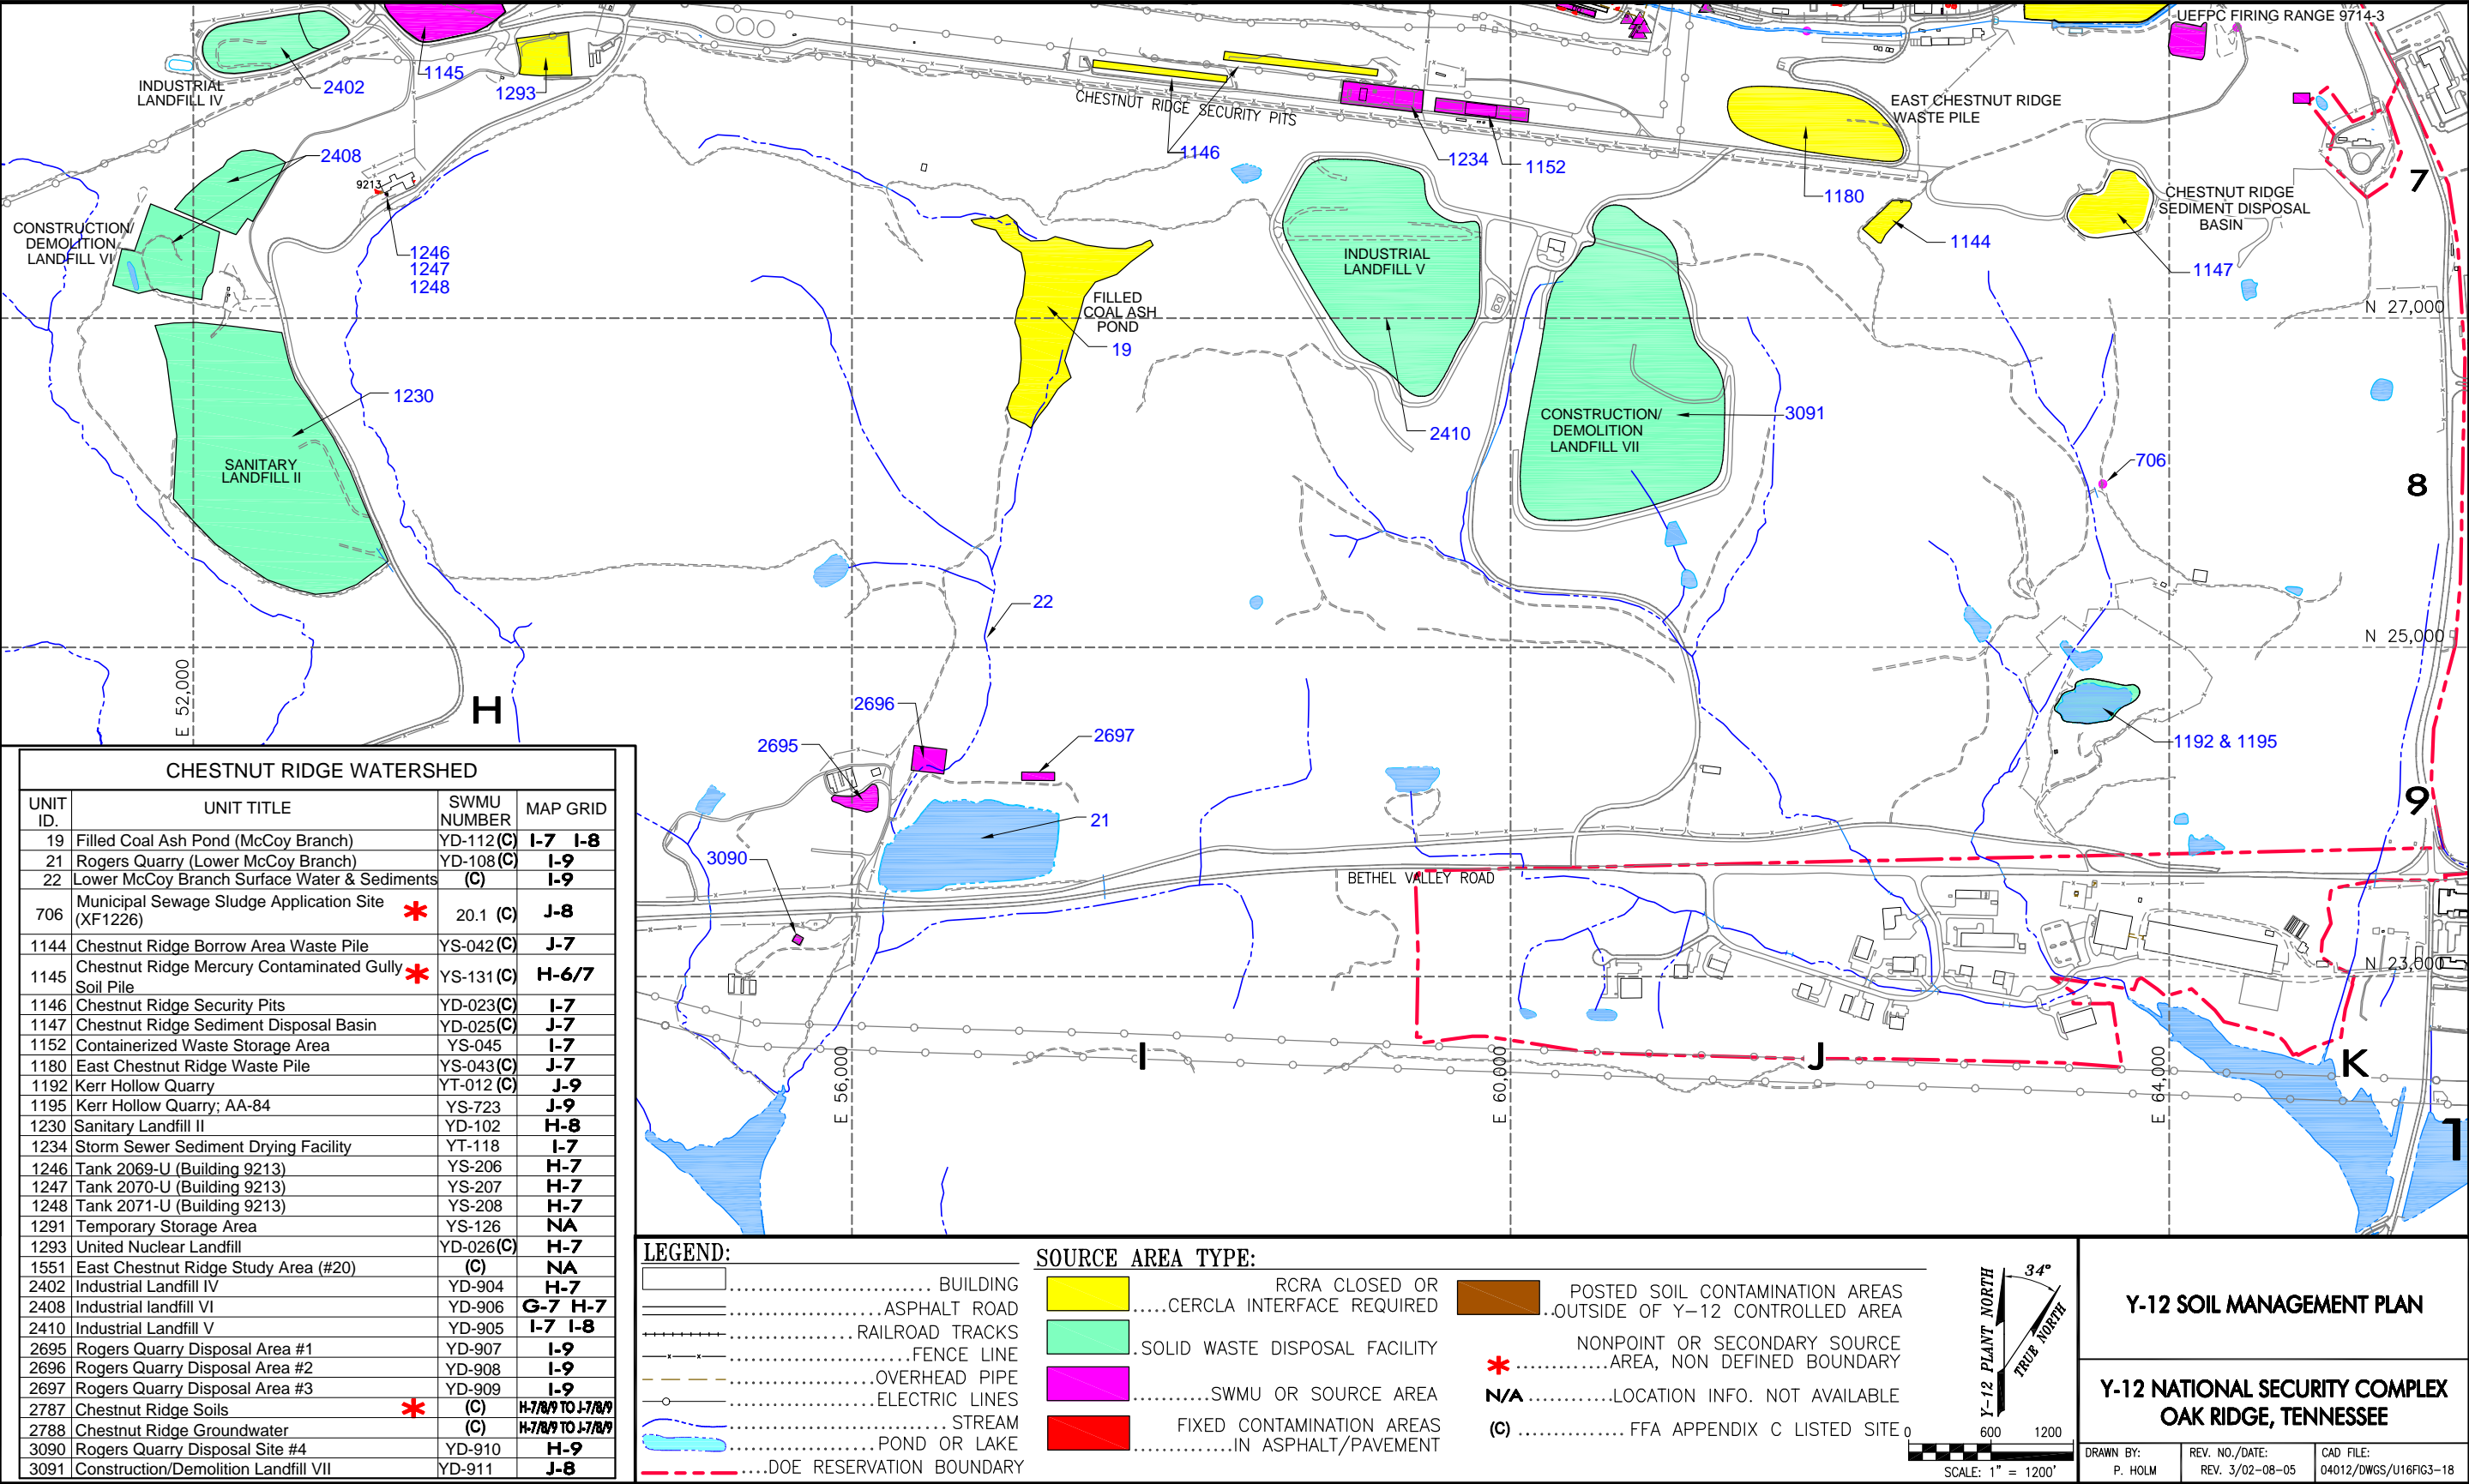 UEFPC FIRING RANGE 9714-3
1145
2402
1293
INDUSTRIAL
LANDFILL IV
CHESTNUT RIDGE SECURITY PITS
1146
1234
1152
EAST CHESTNUT RIDGE
WASTE PILE
1180
2408
9213
CONSTRUCTION/
DEMOLITION
LANDFILL VI
1246
1247
1248
7
CHESTNUT RIDGE
SEDIMENT DISPOSAL
BASIN
1144
1147
INDUSTRIAL
LANDFILL V
FILLED
COAL ASH
POND
19
N 27,000
1230
2410
CONSTRUCTION/
DEMOLITION
LANDFILL VII
3091
706
SANITARY
LANDFILL II
8
22
N 25,000
E 52,000
H
2696
2695
2697
1192 & 1195
9
21
3090
BETHEL VALLEY ROAD
N 23,000
E 56,000
I
E 60,000
J
E 64,000
K
1
CHESTNUT RIDGE WATERSHED
UNIT ID. UNIT TITLE SWMU NUMBER MAP GRID
19 Filled Coal Ash Pond (McCoy Branch) YD-112 (C) I-7 I-8
21 Rogers Quarry (Lower McCoy Branch) YD-108 (C) I-9
22 Lower McCoy Branch Surface Water & Sediments (C) I-9
706 Municipal Sewage Sludge Application Site (XF1226) * 20.1 (C) J-8
1144 Chestnut Ridge Borrow Area Waste Pile YS-042 (C) J-7
1145 Chestnut Ridge Mercury Contaminated Gully Soil Pile * YS-131 (C) H-6/7
1146 Chestnut Ridge Security Pits YD-023 (C) I-7
1147 Chestnut Ridge Sediment Disposal Basin YD-025 (C) J-7
1152 Containerized Waste Storage Area YS-045 I-7
1180 East Chestnut Ridge Waste Pile YS-043 (C) J-7
1192 Kerr Hollow Quarry YT-012 (C) J-9
1195 Kerr Hollow Quarry; AA-84 YS-723 J-9
1230 Sanitary Landfill II YD-102 H-8
1234 Storm Sewer Sediment Drying Facility YT-118 I-7
1246 Tank 2069-U (Building 9213) YS-206 H-7
1247 Tank 2070-U (Building 9213) YS-207 H-7
1248 Tank 2071-U (Building 9213) YS-208 H-7
1291 Temporary Storage Area YS-126 NA
1293 United Nuclear Landfill YD-026 (C) H-7
1551 East Chestnut Ridge Study Area (#20) (C) NA
2402 Industrial Landfill IV YD-904 H-7
2408 Industrial landfill VI YD-906 G-7 H-7
2410 Industrial Landfill V YD-905 I-7 I-8
2695 Rogers Quarry Disposal Area #1 YD-907 I-9
2696 Rogers Quarry Disposal Area #2 YD-908 I-9
2697 Rogers Quarry Disposal Area #3 YD-909 I-9
2787 Chestnut Ridge Soils * (C) H-7/8/9 TO J-7/8/9
2788 Chestnut Ridge Groundwater (C) H-7/8/9 TO J-7/8/9
3090 Rogers Quarry Disposal Site #4 YD-910 H-9
3091 Construction/Demolition Landfill VII YD-911 J-8
LEGEND:
BUILDING
ASPHALT ROAD
RAILROAD TRACKS
FENCE LINE
OVERHEAD PIPE
ELECTRIC LINES
STREAM
POND OR LAKE
DOE RESERVATION BOUNDARY
SOURCE AREA TYPE:
RCRA CLOSED OR
CERCLA INTERFACE REQUIRED
SOLID WASTE DISPOSAL FACILITY
SWMU OR SOURCE AREA
FIXED CONTAMINATION AREAS
IN ASPHALT/PAVEMENT
POSTED SOIL CONTAMINATION AREAS
OUTSIDE OF Y-12 CONTROLLED AREA
NONPOINT OR SECONDARY SOURCE
* AREA, NON DEFINED BOUNDARY
N/A LOCATION INFO. NOT AVAILABLE
(C) FFA APPENDIX C LISTED SITE
34°
Y-12 PLANT NORTH
TRUE NORTH
0 600 1200
SCALE: 1" = 1200'
Y-12 SOIL MANAGEMENT PLAN
Y-12 NATIONAL SECURITY COMPLEX
OAK RIDGE, TENNESSEE
DRAWN BY:
P. HOLM
REV. NO./DATE:
REV. 3/02-08-05
CAD FILE:
04012/DWGS/U16FIG3-18